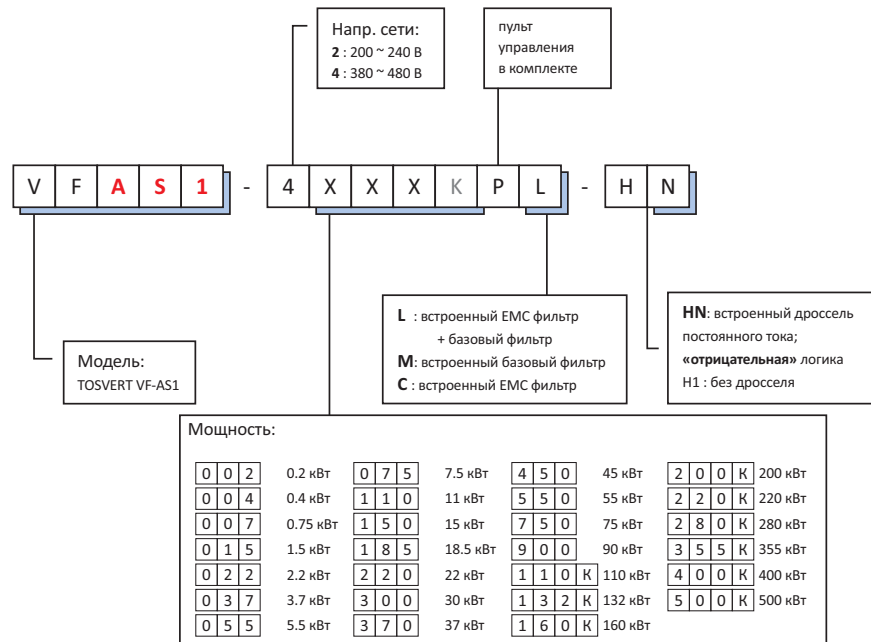 Напр. сети:
2 : 200 ~ 240 В
4 : 380 ~ 480 В
пульт
управления
в комплекте
V F A S 1 - 4 X X X K P L - H N
L : встроенный EMC фильтр
+ базовый фильтр
M: встроенный базовый фильтр
C : встроенный EMC фильтр
HN: встроенный дроссель
постоянного тока;
«отрицательная» логика
H1 : без дросселя
Модель:
TOSVERT VF-AS1
Мощность:
0 0 2 0.2 кВт 0 7 5 7.5 кВт 4 5 0 45 кВт 2 0 0 К 200 кВт
0 0 4 0.4 кВт 1 1 0 11 кВт 5 5 0 55 кВт 2 2 0 К 220 кВт
0 0 7 0.75 кВт 1 5 0 15 кВт 7 5 0 75 кВт 2 8 0 К 280 кВт
0 1 5 1.5 кВт 1 8 5 18.5 кВт 9 0 0 90 кВт 3 5 5 К 355 кВт
0 2 2 2.2 кВт 2 2 0 22 кВт 1 1 0 К 110 кВт 4 0 0 К 400 кВт
0 3 7 3.7 кВт 3 0 0 30 кВт 1 3 2 К 132 кВт 5 0 0 К 500 кВт
0 5 5 5.5 кВт 3 7 0 37 кВт 1 6 0 К 160 кВт